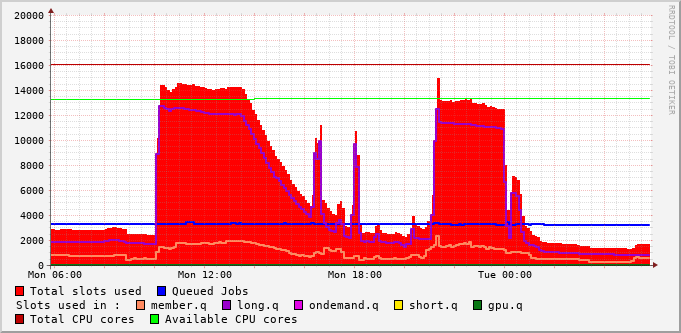 20000
18000
16000
14000
12000
10000
8000
6000
4000
2000
0
Mon 06:00 Mon 12:00 Mon 18:00 Tue 00:00
Total slots used Queued Jobs
Slots used in : member.q long.q ondemand.q short.q gpu.q
Total CPU cores Available CPU cores
RRDTOOL / TOBI OETIKER